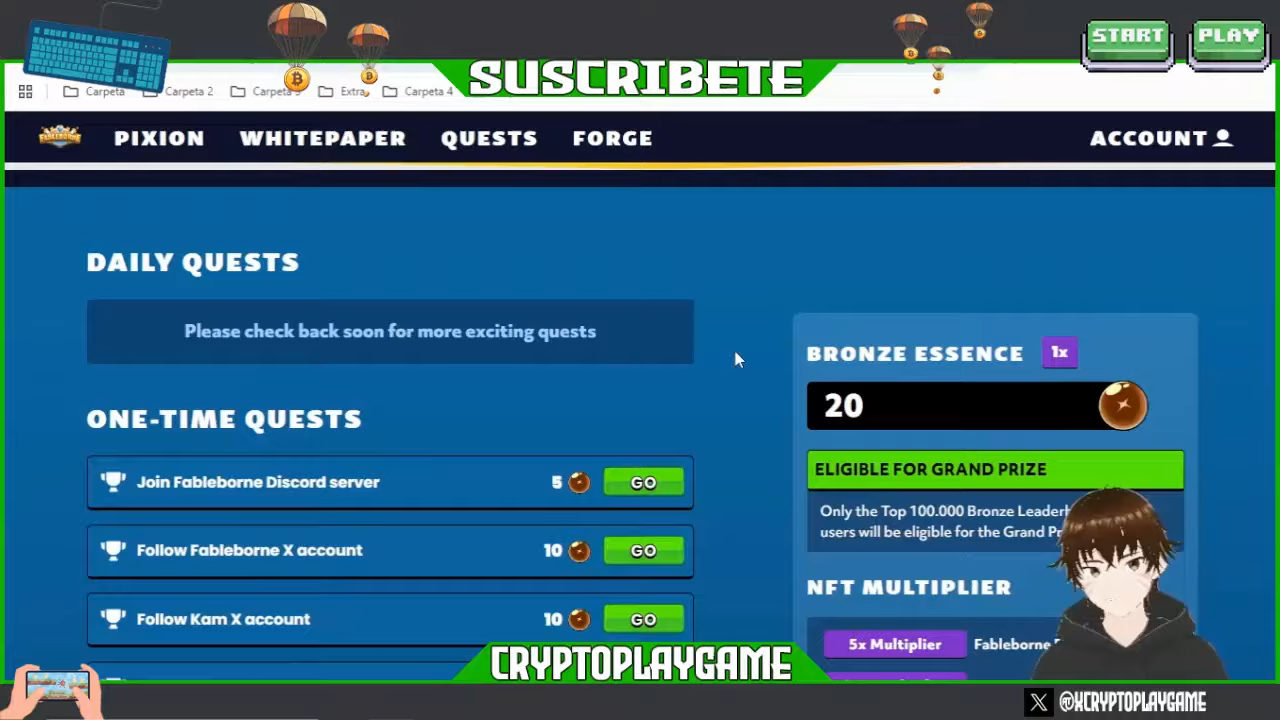 START
PLAY
SUSCRIBETE
Carpeta
Carpeta 2
Carpeta 3
Extra
Carpeta 4
FABLEBORNE
PIXION
WHITEPAPER
QUESTS
FORGE
ACCOUNT
DAILY QUESTS
Please check back soon for more exciting quests
ONE-TIME QUESTS
Join Fableborne Discord server
5
GO
Follow Fableborne X account
10
GO
Follow Kam X account
10
GO
BRONZE ESSENCE
1x
20
ELIGIBLE FOR GRAND PRIZE
Only the Top 100.000 Bronze
users will be eligible for the Grand
NFT MULTIPLIER
5x Multiplier
Fableborne
CRYPTOPLAYGAME
X @XCRYPTOPLAYGAME